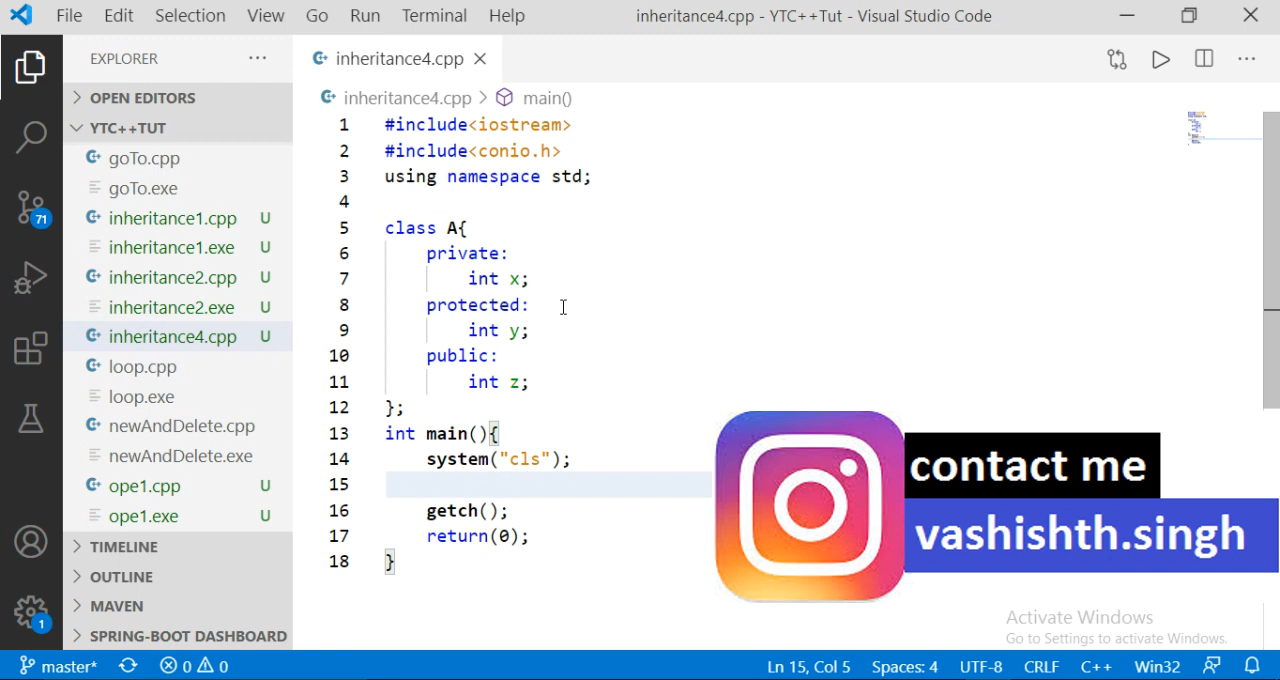 File Edit Selection View Go Run Terminal Help inheritance4.cpp - YTC++Tut - Visual Studio Code
EXPLORER ...
OPEN EDITORS
YTC++TUT
goTo.cpp
goTo.exe
inheritance1.cpp U
inheritance1.exe U
inheritance2.cpp U
inheritance2.exe U
inheritance4.cpp U
loop.cpp
loop.exe
newAndDelete.cpp
newAndDelete.exe
ope1.cpp U
ope1.exe U
TIMELINE
OUTLINE
MAVEN
SPRING-BOOT DASHBOARD
71
1
inheritance4.cpp
inheritance4.cpp > main()
1 #include<iostream>
2 #include<conio.h>
3 using namespace std;
4
5 class A{
6 private:
7 int x;
8 protected:
9 int y;
10 public:
11 int z;
12 };
13 int main(){
14 system("cls");
15
16 getch();
17 return(0);
18 }
contact me
vashishth.singh
Activate Windows
Go to Settings to activate Windows.
master* 0 0 Ln 15, Col 5 Spaces: 4 UTF-8 CRLF C++ Win32